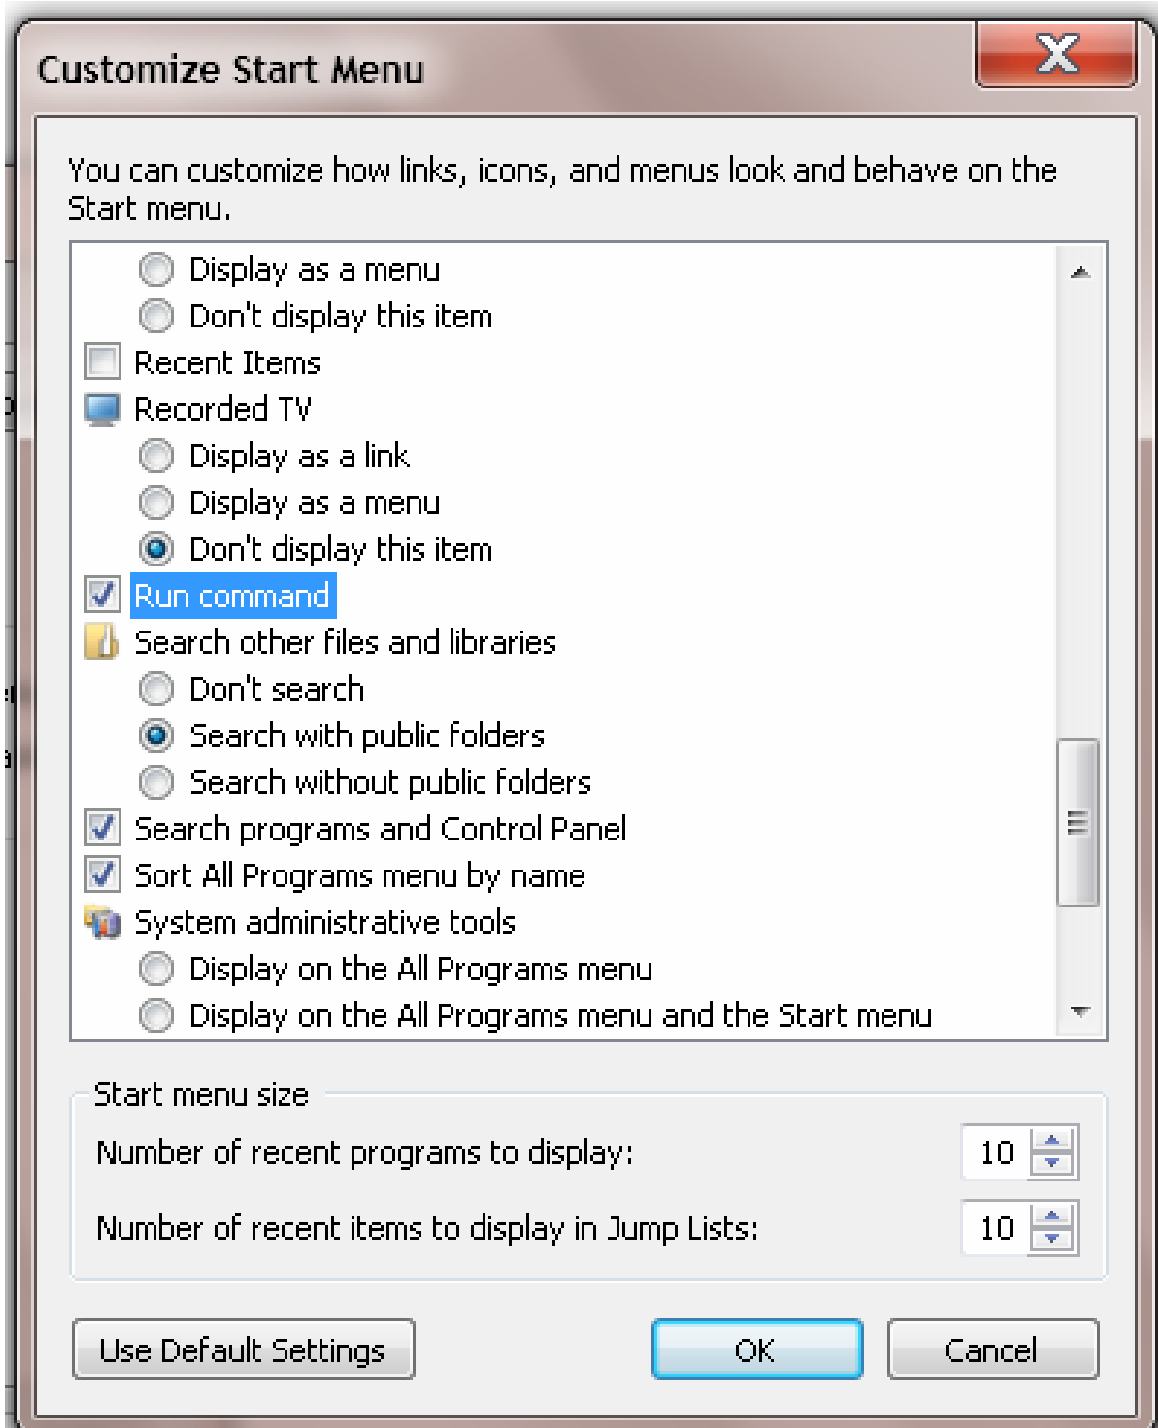 Customize Start Menu
You can customize how links, icons, and menus look and behave on the
Start menu.
Display as a menu
Don't display this item
Recent Items
Recorded TV
Display as a link
Display as a menu
Don't display this item
Run command
Search other files and libraries
Don't search
Search with public folders
Search without public folders
Search programs and Control Panel
Sort All Programs menu by name
System administrative tools
Display on the All Programs menu
Display on the All Programs menu and the Start menu
Start menu size
Number of recent programs to display: 10
Number of recent items to display in Jump Lists: 10
Use Default Settings OK Cancel